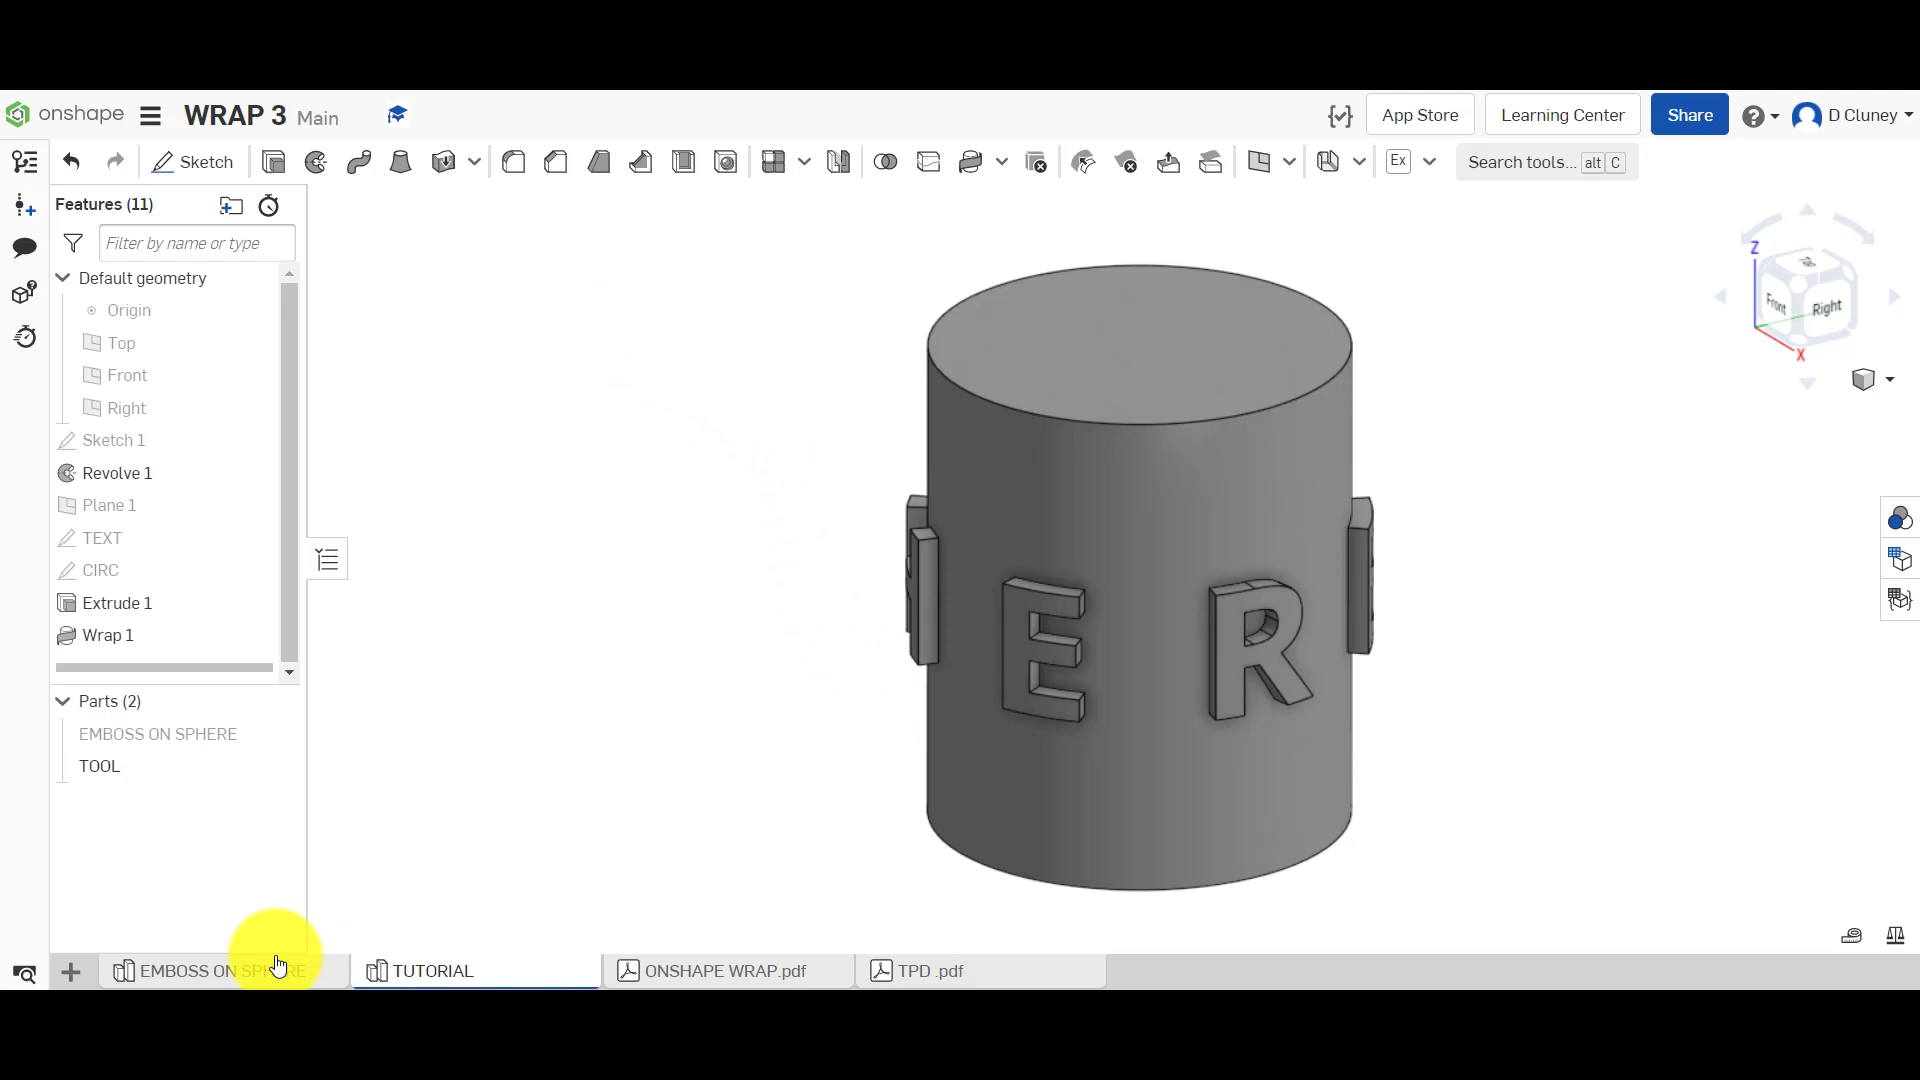 onshape WRAP 3 Main App Store Learning Center Share D Cluney
Sketch Ex Search tools... alt C
Features (11)
Filter by name or type
Default geometry
Origin
Top
Front
Right
Sketch 1
Revolve 1
Plane 1
TEXT
CIRC
Extrude 1
Wrap 1
Parts (2)
EMBOSS ON SPHERE
TOOL
Z
Front Right
X
E R
EMBOSS ON SPHERE TUTORIAL ONSHAPE WRAP.pdf TPD .pdf